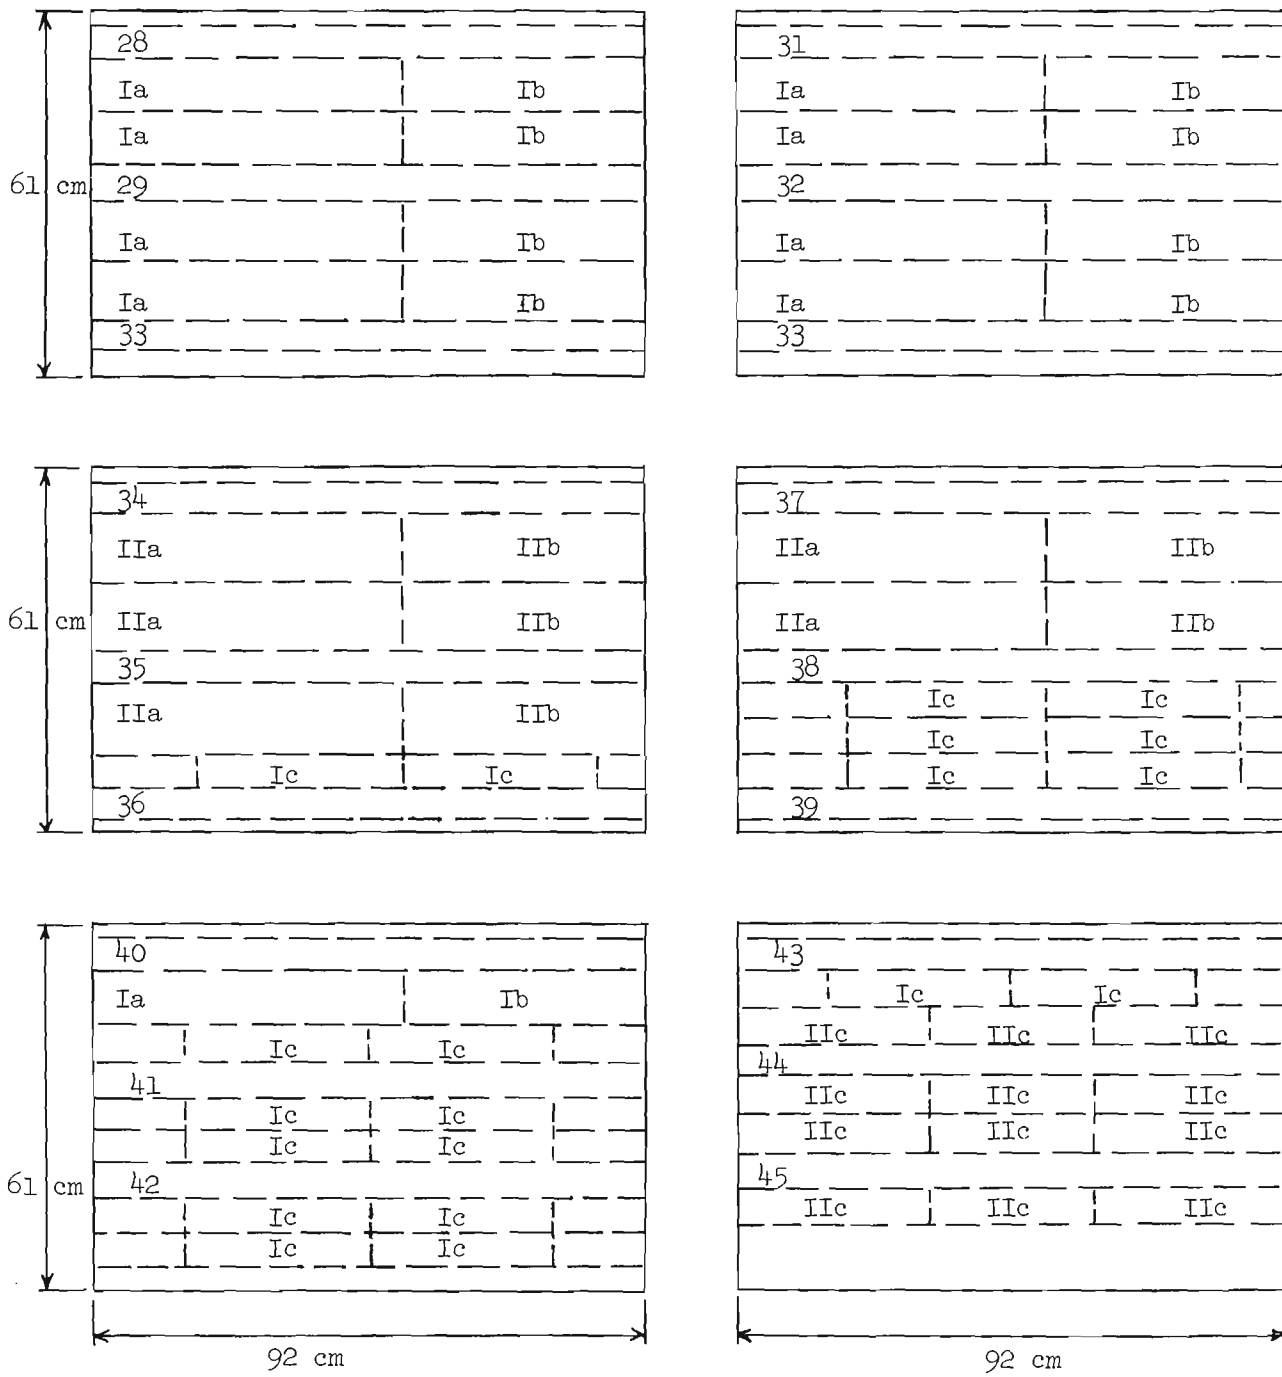 28
Ia Ib
Ia Ib
61 cm 29
Ia Ib
Ia Ib
33
31
Ia Ib
Ia Ib
32
Ia Ib
Ia Ib
33
34
IIa IIb
61 cm IIa IIb
35
IIa IIb
Ic Ic
36
37
IIa IIb
IIa IIb
38
Ic Ic
Ic Ic
Ic Ic
39
40
Ia Ib
Ic Ic
41
Ic Ic
Ic Ic
61 cm 42
Ic Ic
Ic Ic
92 cm
43
Ic Ic
IIc IIc IIc
44
IIc IIc IIc
IIc IIc IIc
45
IIc IIc IIc
92 cm